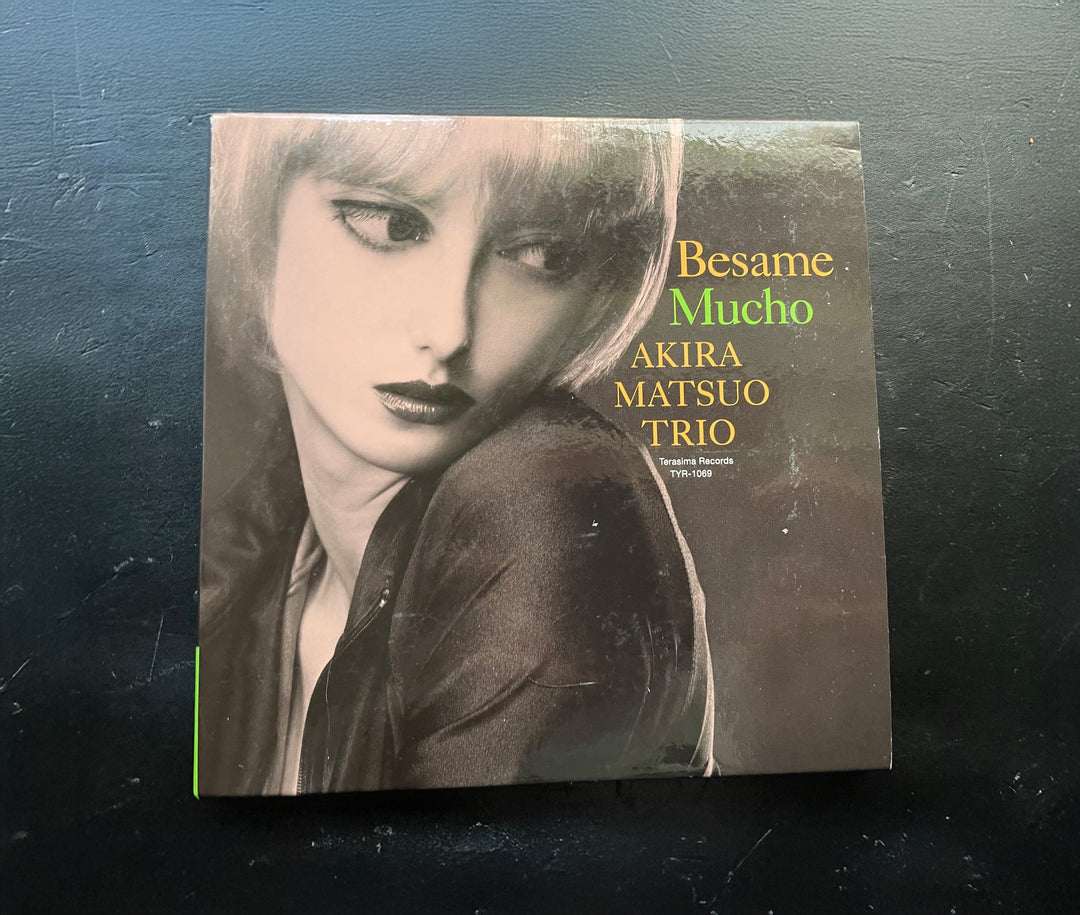 Besame
Mucho
AKIRA
MATSUO
TRIO
Terasima Records
TYR-1069